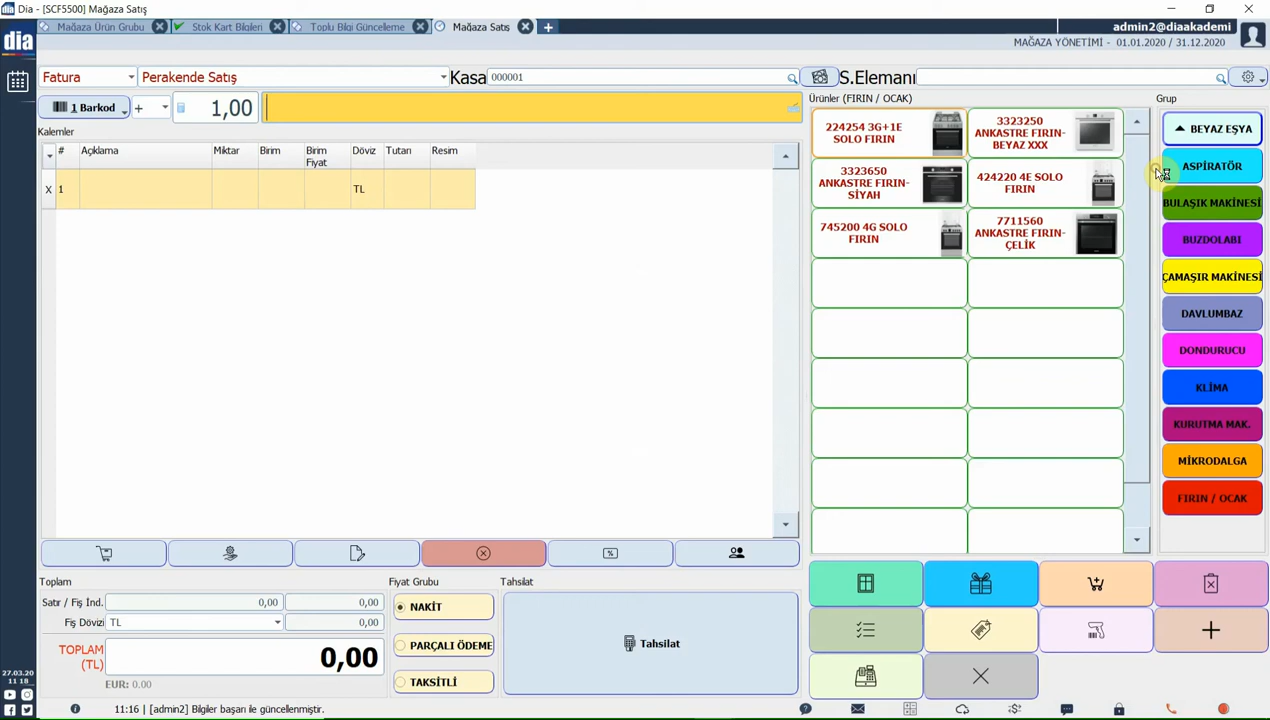 Dia - [SCF5500] Mağaza Satış
dia
Mağaza Ürün Grubu
Stok Kart Bilgileri
Toplu Bilgi Güncelleme
Mağaza Satış
admin2@diaakademi
MAĞAZA YÖNETİMİ - 01.01.2020 / 31.12.2020
Fatura
Perakende Satış
Kasa
000001
S.Elemanı
1 Barkod
+
1,00
Ürünler (FIRIN / OCAK)
Grup
Kalemler
#
Açıklama
Miktar
Birim
Birim
Fiyat
Döviz
Tutarı
Resim
X
1
TL
224254 3G+1E
SOLO FIRIN
3323250
ANKASTRE FIRIN-
BEYAZ XXX
3323650
ANKASTRE FIRIN-
SİYAH
424220 4E SOLO
FIRIN
745200 4G SOLO
FIRIN
7711560
ANKASTRE FIRIN-
ÇELİK
BEYAZ EŞYA
ASPİRATÖR
BULAŞIK MAKİNESİ
BUZDOLABI
ÇAMAŞIR MAKİNESİ
DAVLUMBAZ
DONDURUCU
KLİMA
KURUTMA MAK.
MİKRODALGA
FIRIN / OCAK
Toplam
Satır / Fiş İnd.
0,00
0,00
Fiş Dövizi
TL
0,00
TOPLAM
(TL)
0,00
EUR: 0.00
Fiyat Grubu
NAKİT
PARÇALI ÖDEME
TAKSİTLİ
Tahsilat
Tahsilat
27.03.20
11 18
11:16 | [admin2] Bilgiler başarı ile güncellenmiştir.